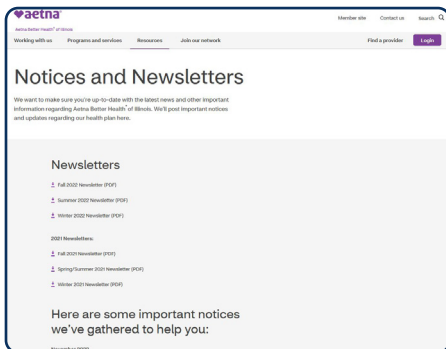 aetna®
Member site Contact us Search
Aetna Better Health® of Illinois
Working with us Programs and services Resources Join our network Find a provider Login
Notices and Newsletters
We want to make sure you're up-to-date with the latest news and other important
information regarding Aetna Better Health® of Illinois. We'll post important notices
and updates regarding our health plan here.
Newsletters
Fall 2022 Newsletter (PDF)
Summer 2022 Newsletter (PDF)
Winter 2022 Newsletter (PDF)
2021 Newsletters:
Fall 2021 Newsletter (PDF)
Spring/Summer 2021 Newsletter (PDF)
Winter 2021 Newsletter (PDF)
Here are some important notices
we've gathered to help you: